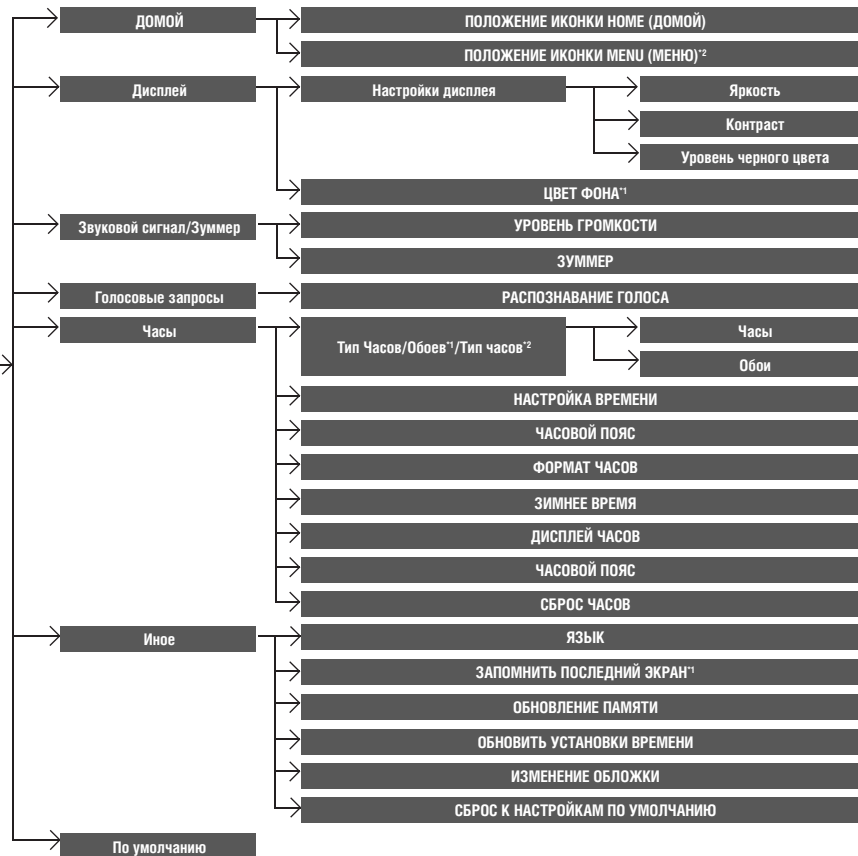 ДОМОЙ
ПОЛОЖЕНИЕ ИКОНКИ HOME (ДОМОЙ)
ПОЛОЖЕНИЕ ИКОНКИ MENU (МЕНЮ)*2
Дисплей
Настройки дисплея
Яркость
Контраст
Уровень черного цвета
ЦВЕТ ФОНА*1
Звуковой сигнал/Зуммер
УРОВЕНЬ ГРОМКОСТИ
ЗУММЕР
Голосовые запросы
РАСПОЗНАВАНИЕ ГОЛОСА
Часы
Тип Часов/Обоев*1/Тип часов*2
Часы
Обои
НАСТРОЙКА ВРЕМЕНИ
ЧАСОВОЙ ПОЯС
ФОРМАТ ЧАСОВ
ЗИМНЕЕ ВРЕМЯ
ДИСПЛЕЙ ЧАСОВ
ЧАСОВОЙ ПОЯС
СБРОС ЧАСОВ
Иное
ЯЗЫК
ЗАПОМНИТЬ ПОСЛЕДНИЙ ЭКРАН*1
ОБНОВЛЕНИЕ ПАМЯТИ
ОБНОВИТЬ УСТАНОВКИ ВРЕМЕНИ
ИЗМЕНЕНИЕ ОБЛОЖКИ
СБРОС К НАСТРОЙКАМ ПО УМОЛЧАНИЮ
По умолчанию